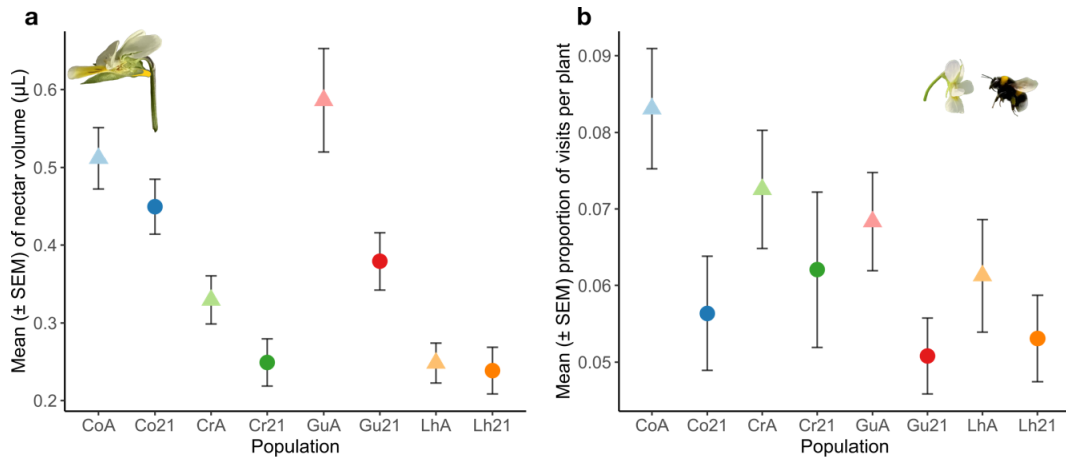 a
Mean (± SEM) of nectar volume (µL)
0.6
0.5
0.4
0.3
0.2
CoA Co21 CrA Cr21 GuA Gu21 LhA Lh21
Population
b
Mean (± SEM) proportion of visits per plant
0.09
0.08
0.07
0.06
0.05
CoA Co21 CrA Cr21 GuA Gu21 LhA Lh21
Population